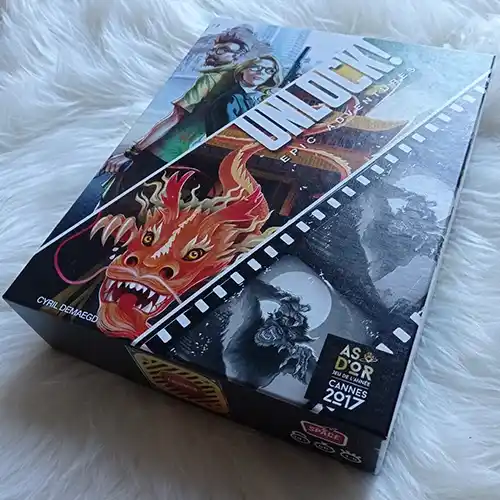 UNLOCK!
EPIC ADVENTURES
CYRIL DEMAEGD
AS
D'OR
JEU DE L'ANNÉE
CANNES
2017
SPACE